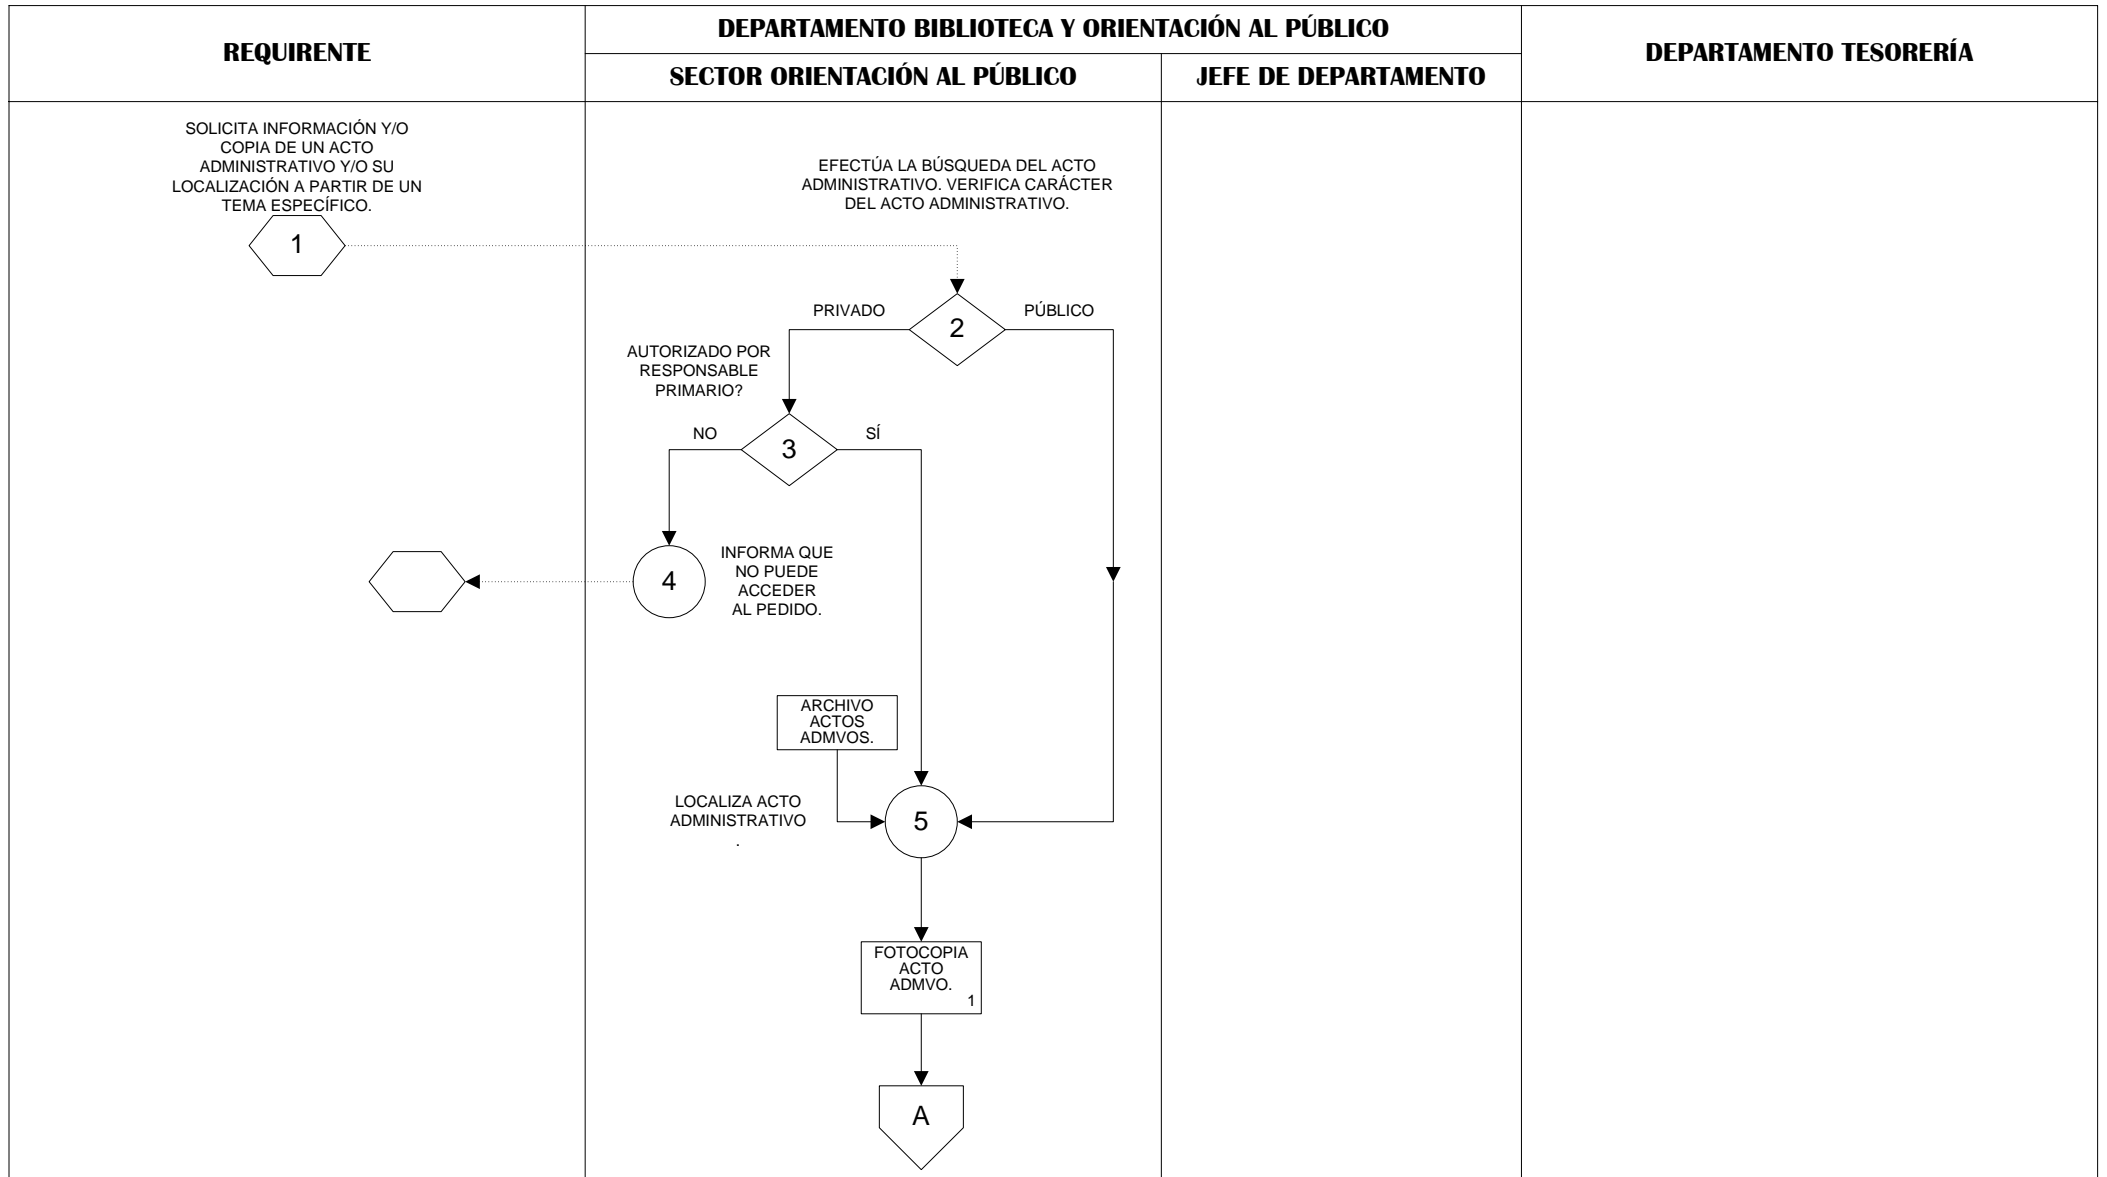 REQUIRENTE
DEPARTAMENTO BIBLIOTECA Y ORIENTACIÓN AL PÚBLICO
SECTOR ORIENTACIÓN AL PÚBLICO
JEFE DE DEPARTAMENTO
DEPARTAMENTO TESORERÍA
SOLICITA INFORMACIÓN Y/O
COPIA DE UN ACTO
ADMINISTRATIVO Y/O SU
LOCALIZACIÓN A PARTIR DE UN
TEMA ESPECÍFICO.
1
EFECTÚA LA BÚSQUEDA DEL ACTO
ADMINISTRATIVO. VERIFICA CARÁCTER
DEL ACTO ADMINISTRATIVO.
PRIVADO
2
PÚBLICO
AUTORIZADO POR
RESPONSABLE
PRIMARIO?
NO
3
SÍ
4
INFORMA QUE
NO PUEDE
ACCEDER
AL PEDIDO.
ARCHIVO
ACTOS
ADMVOS.
LOCALIZA ACTO
ADMINISTRATIVO
.
5
FOTOCOPIA
ACTO
ADMVO.
1
A